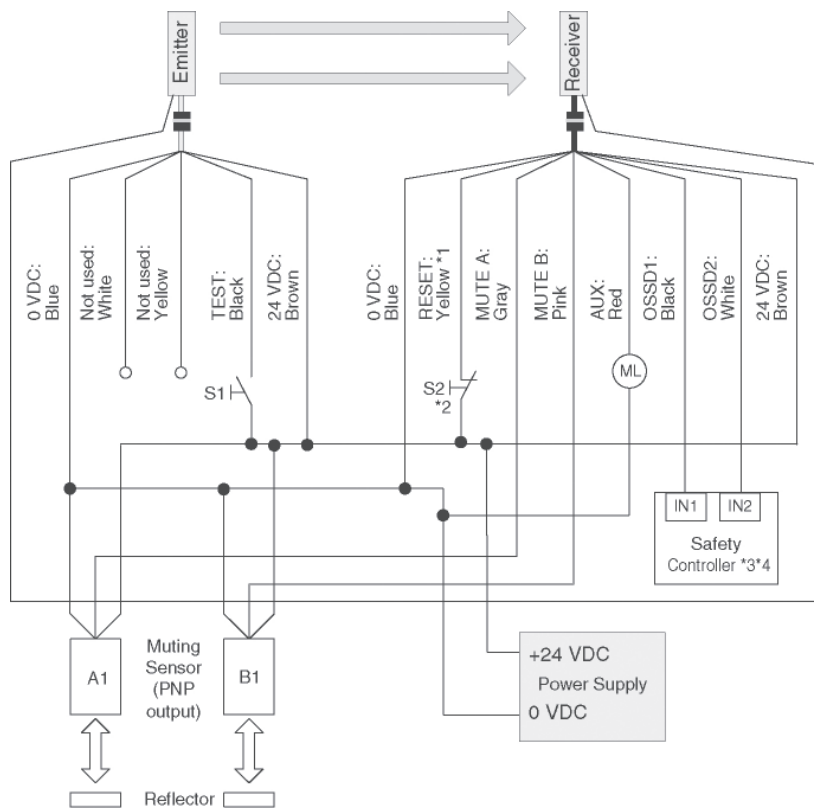 Emitter
Receiver
0 VDC:
Blue
Not used:
White
Not used:
Yellow
TEST:
Black
24 VDC:
Brown
0 VDC:
Blue
RESET:
Yellow *1
MUTE A:
Gray
MUTE B:
Pink
AUX:
Red
OSSD1:
Black
OSSD2:
White
24 VDC:
Brown
S1
S2
*2
ML
IN1
IN2
Safety
Controller *3*4
A1
Muting
Sensor
(PNP
output)
B1
+24 VDC
Power Supply
0 VDC
Reflector